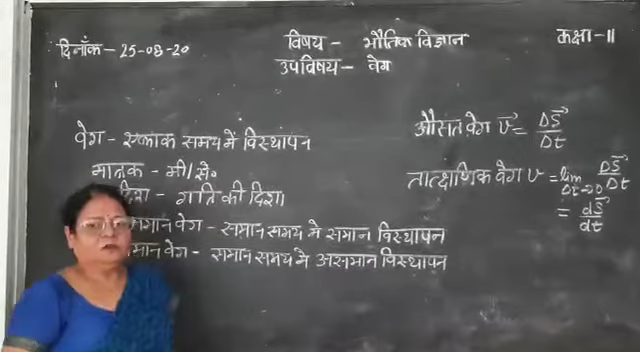 दिनाँक - 25-08-20
विषय - भौतिक विज्ञान
कक्षा - 11
उपविषय - वेग
वेग - एकांक समय में विस्थापन
मात्रक - मी/से०
दिशा - गति की दिशा
समान वेग - समान समय में समान विस्थापन
समान वेग - समान समय में असमान विस्थापन
औसत वेग v⃗ = Δs⃗/Δt
तात्क्षणिक वेग v = lim Δt→0 Δs⃗/Δt
= ds⃗/dt